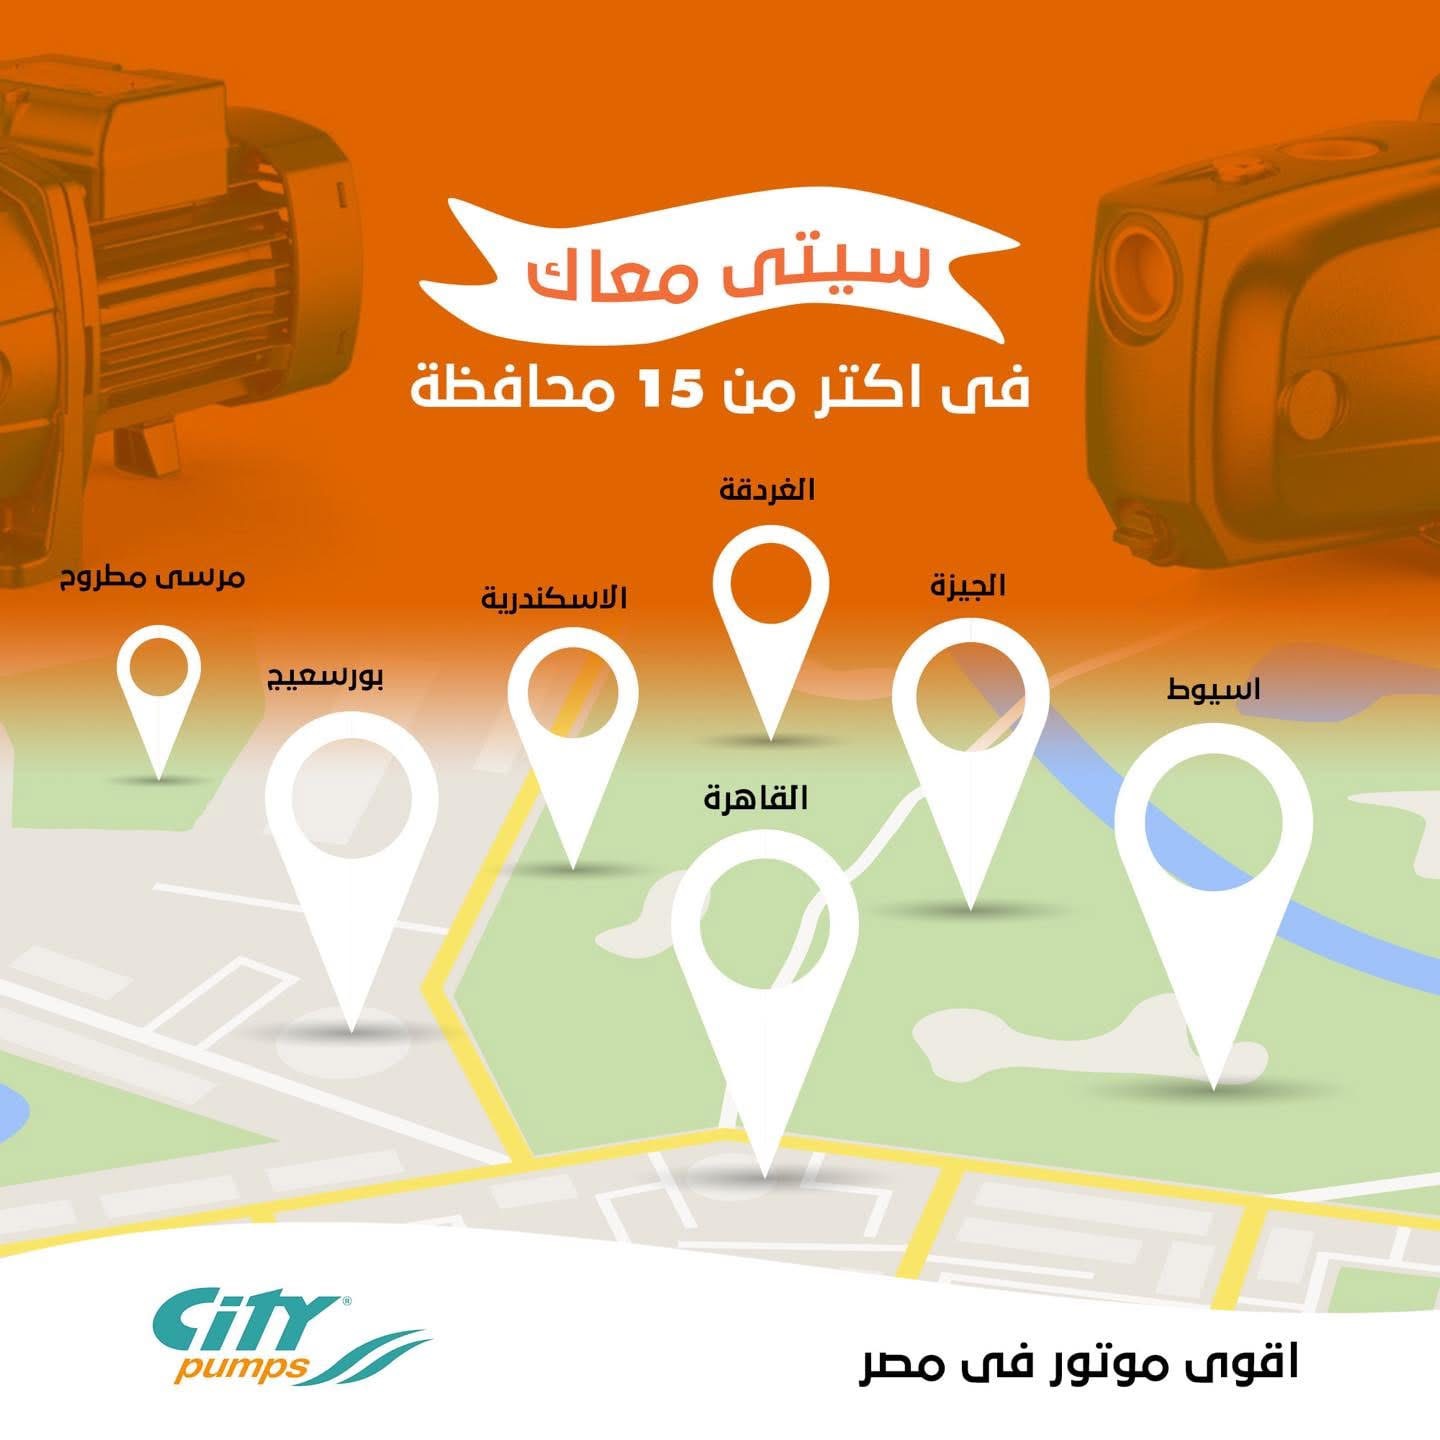 سيتى معاك
فى اكتر من 15 محافظة
الغردقة
الجيزة
الاسكندرية
مرسى مطروح
اسيوط
بورسعيج
القاهرة
CiTY®
pumps
اقوى موتور فى مصر